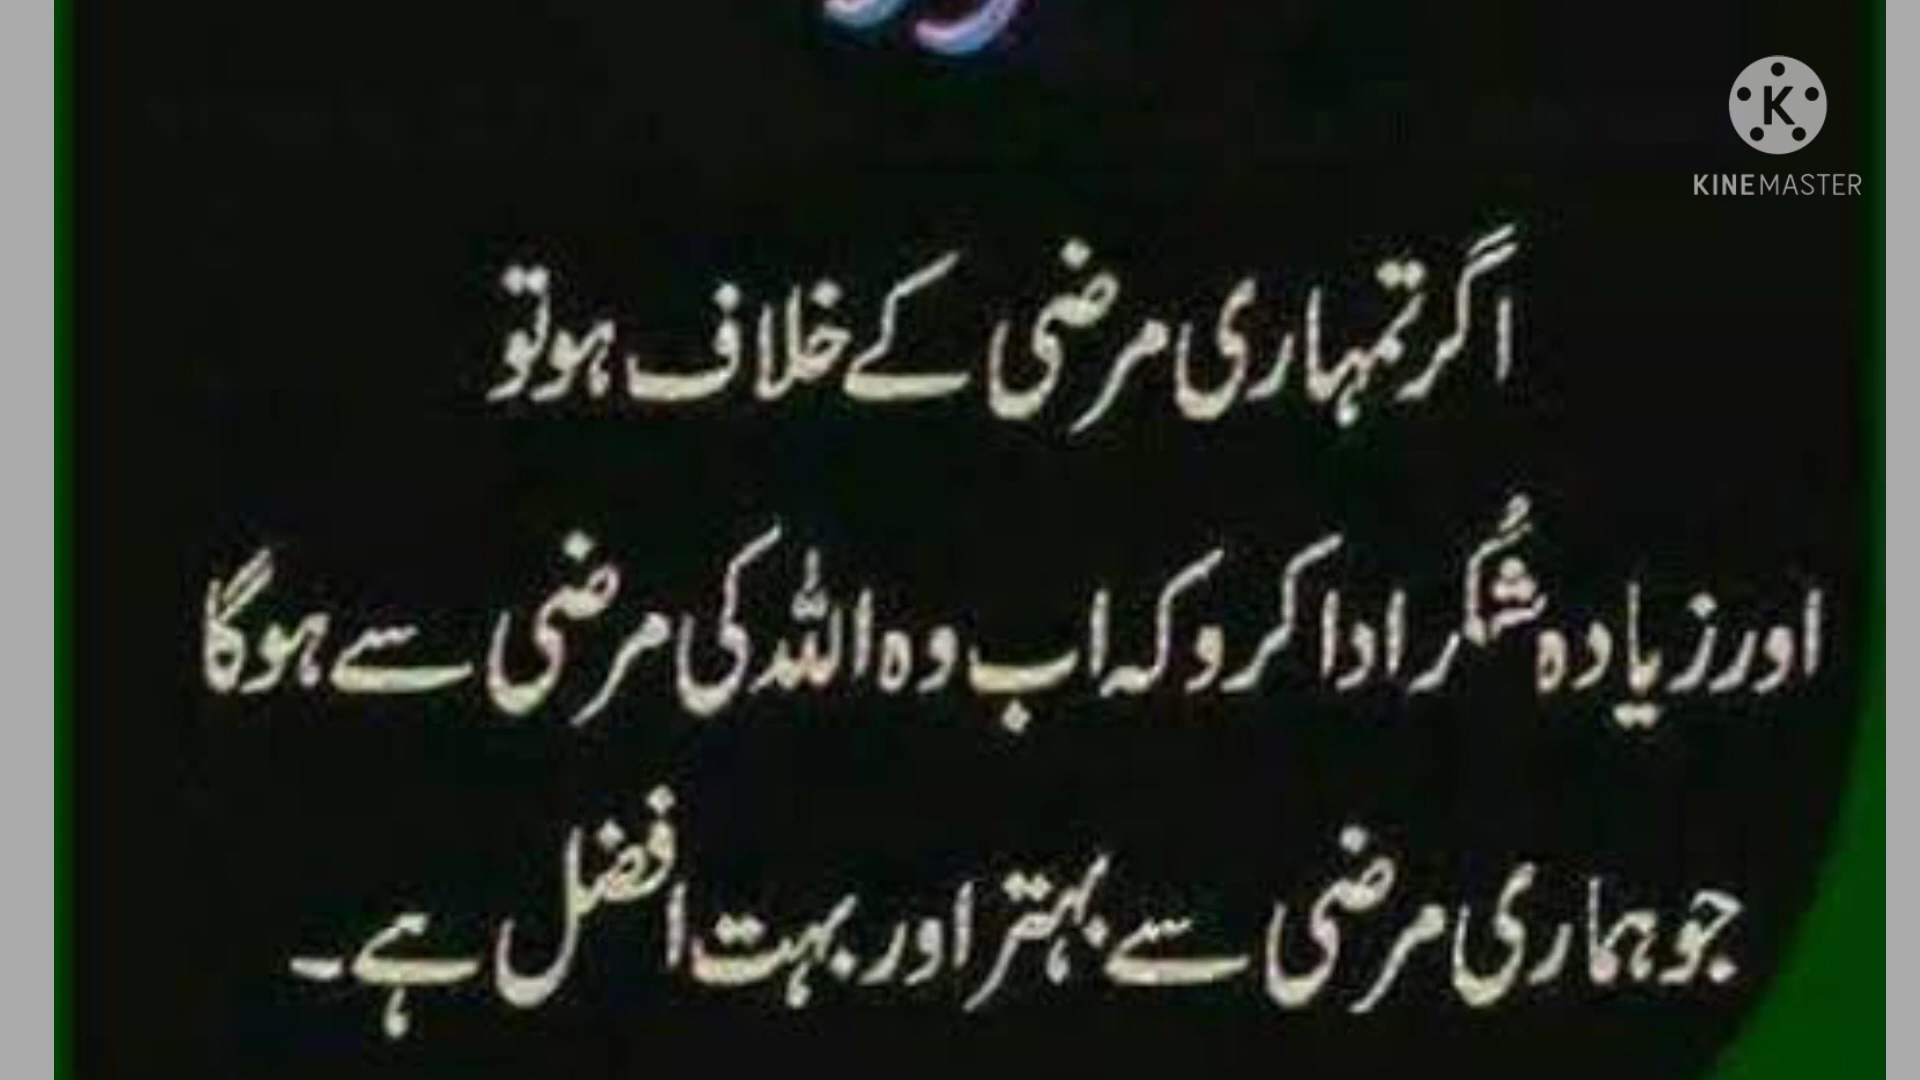 KINEMASTER
اگر تمہاری مرضی کے خلاف ہو تو
اور زیادہ شُکر ادا کرو کہ اب وہ اللہ کی مرضی سے ہوگا
جو ہماری مرضی سے بہتر اور بہت افضل ہے۔